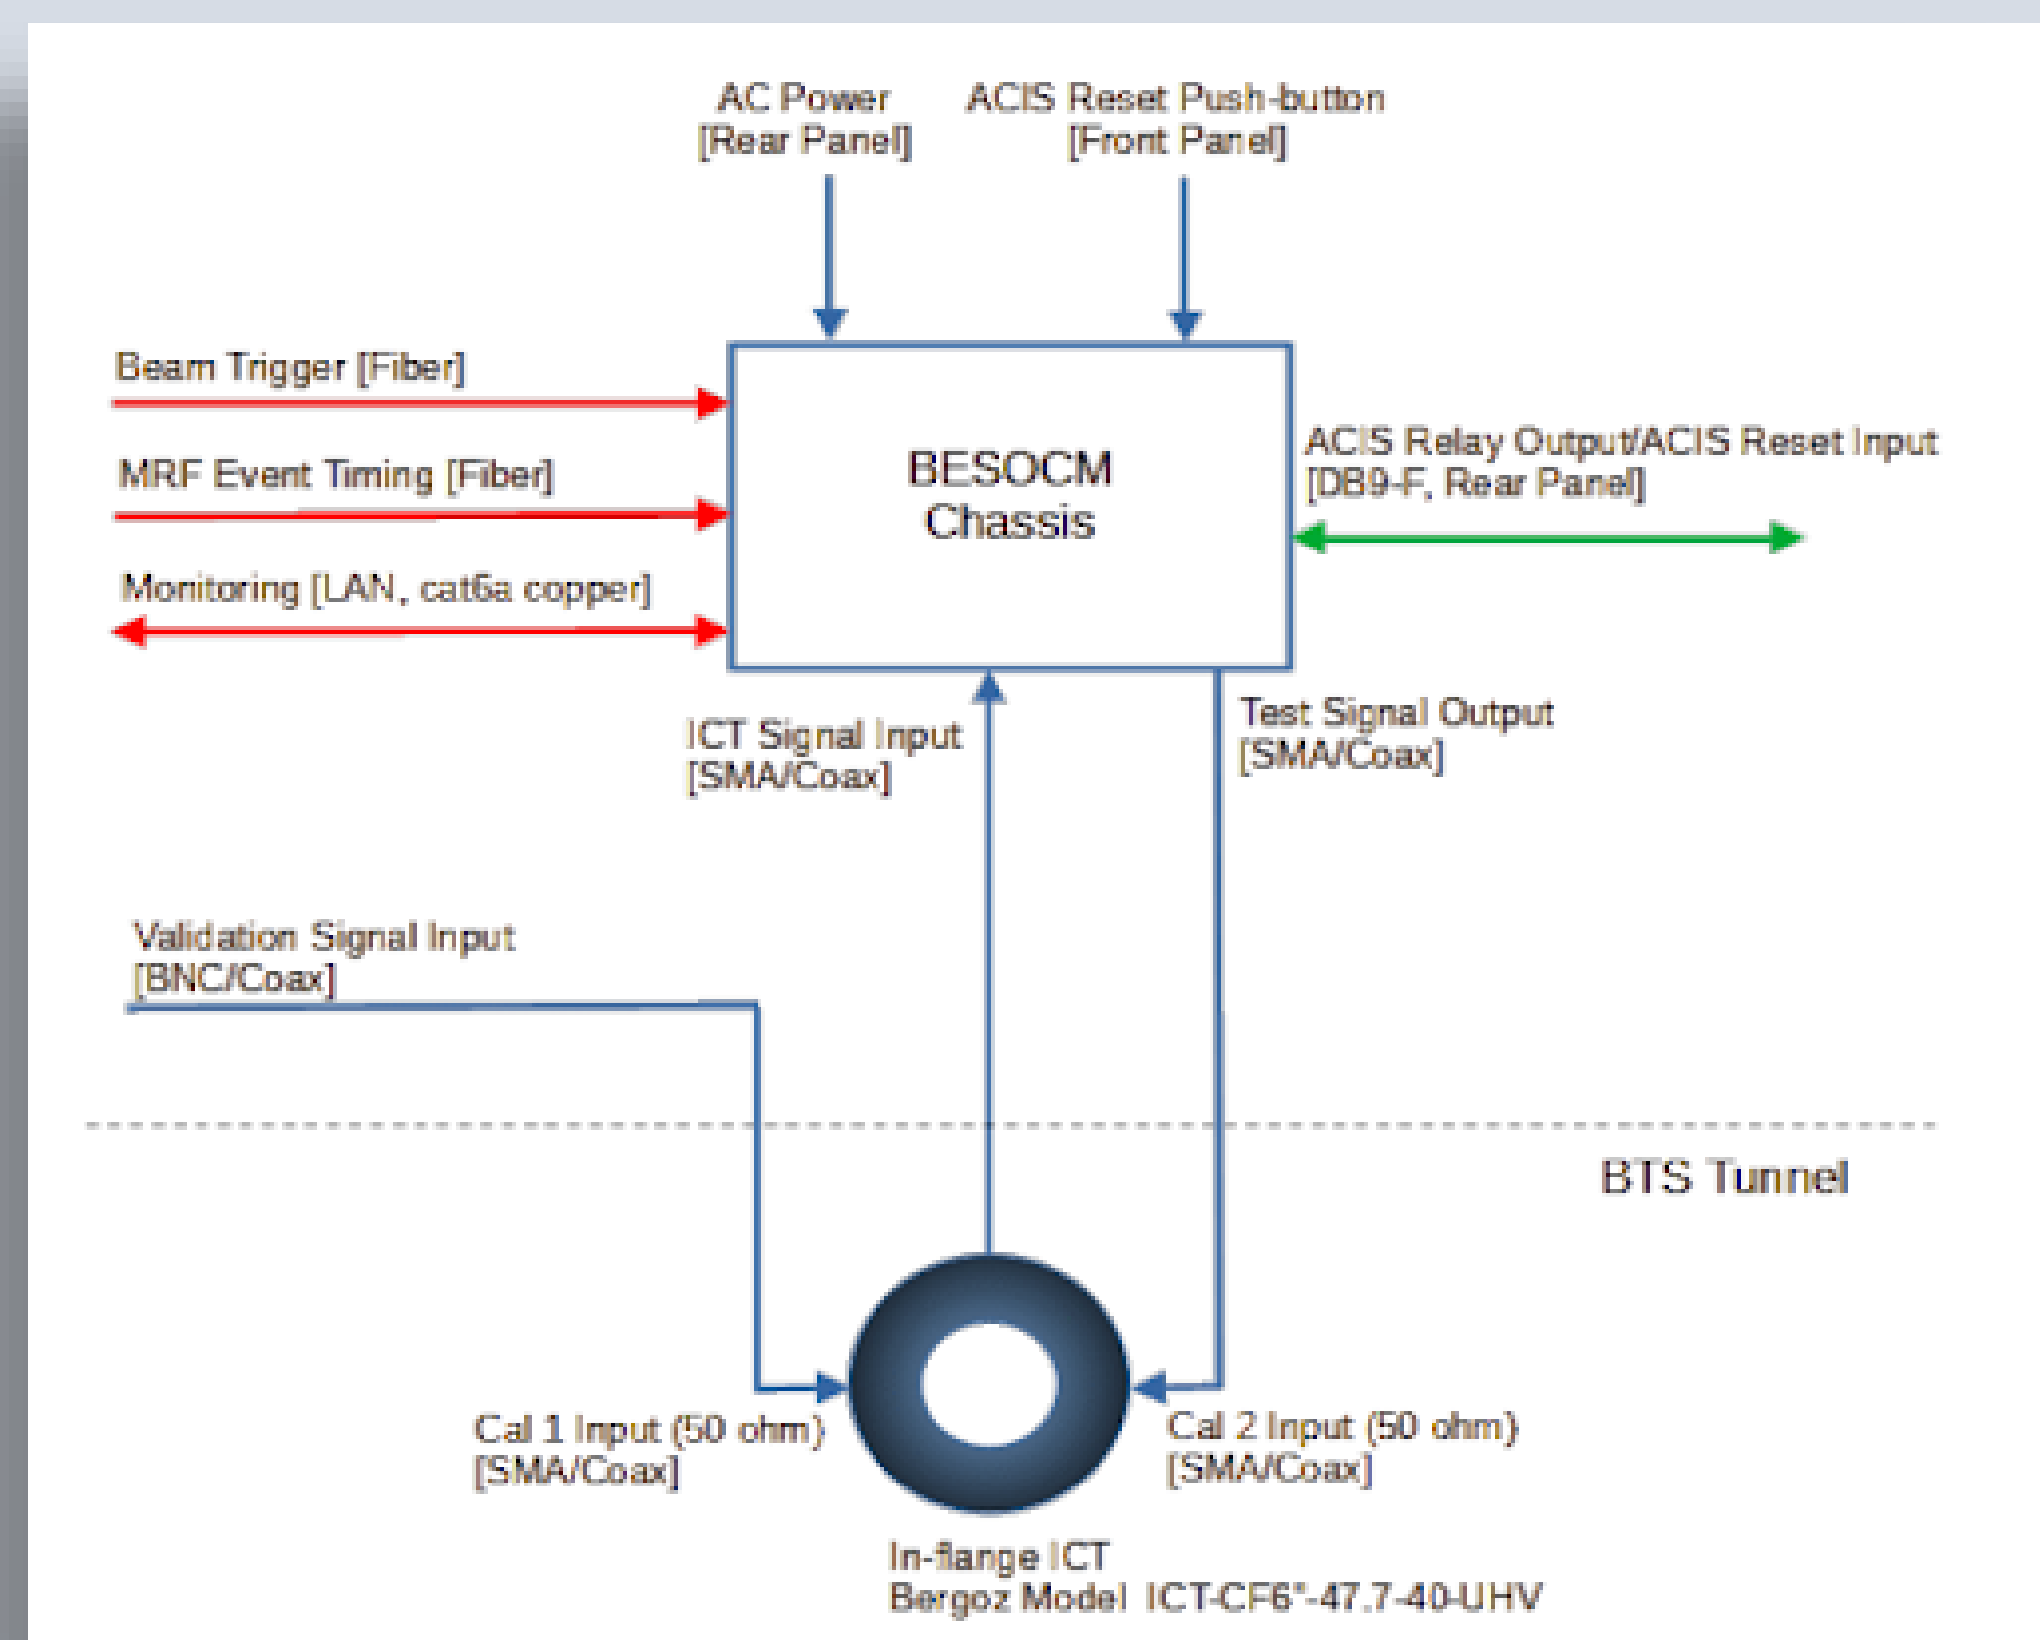 AC Power
[Rear Panel]
ACIS Reset Push-button
[Front Panel]
Beam Trigger [Fiber]
MRF Event Timing [Fiber]
Monitoring [LAN, cat6a copper]
BESOCM
Chassis
ACIS Relay Output/ACIS Reset Input
[DB9-F, Rear Panel]
ICT Signal Input
[SMA/Coax]
Test Signal Output
[SMA/Coax]
Validation Signal Input
[BNC/Coax]
BTS Tunnel
Cal 1 Input (50 ohm)
[SMA/Coax]
Cal 2 Input (50 ohm)
[SMA/Coax]
In-flange ICT
Bergoz Model ICT-CF6"-47.7-40-UHV